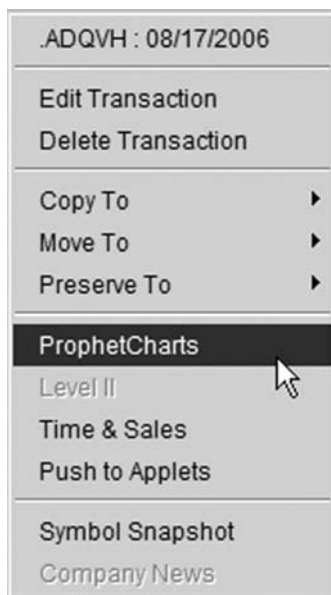 .ADQVH : 08/17/2006
Edit Transaction
Delete Transaction
Copy To
Move To
Preserve To
ProphetCharts
Level II
Time & Sales
Push to Applets
Symbol Snapshot
Company News